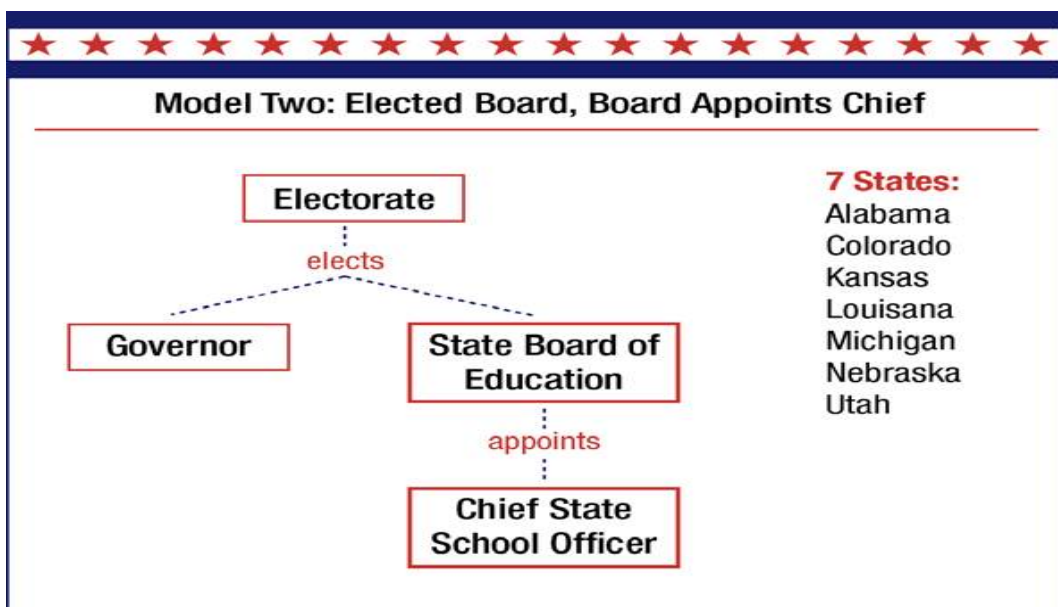 Model Two: Elected Board, Board Appoints Chief
Electorate
elects
Governor
State Board of
Education
appoints
Chief State
School Officer
7 States:
Alabama
Colorado
Kansas
Louisana
Michigan
Nebraska
Utah